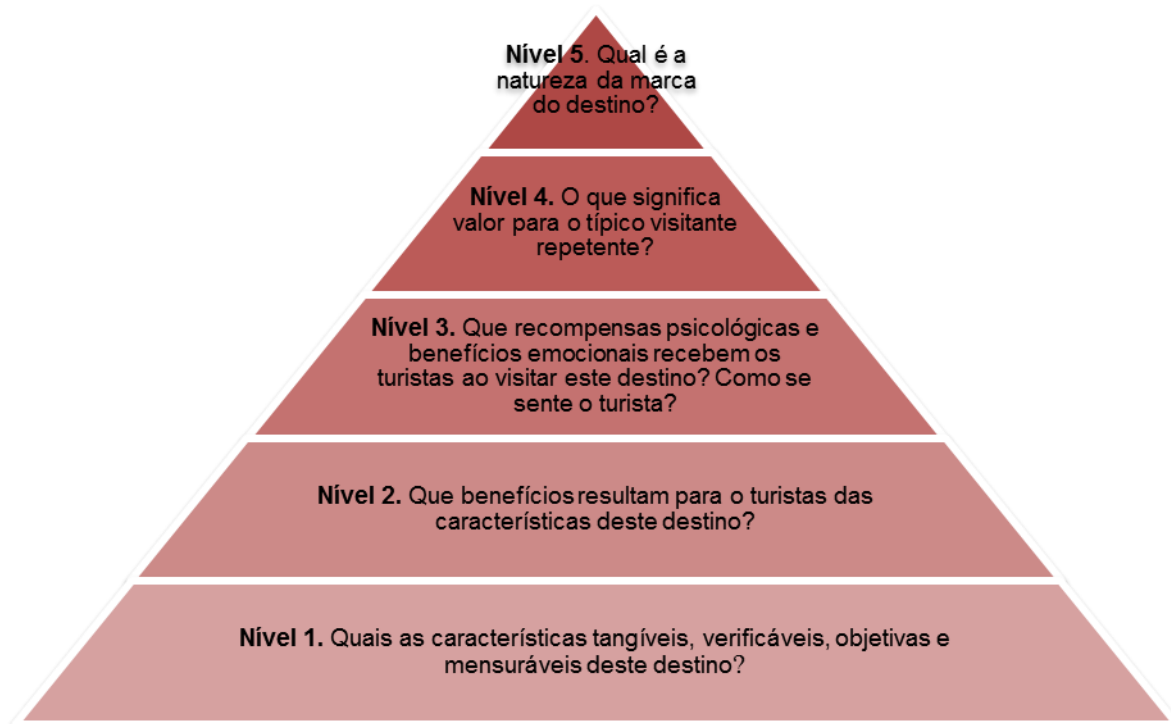 Nível 5. Qual é a
natureza da marca
do destino?
Nível 4. O que significa
valor para o típico visitante
repetente?
Nível 3. Que recompensas psicológicas e
benefícios emocionais recebem os
turistas ao visitar este destino? Como se
sente o turista?
Nível 2. Que benefícios resultam para o turistas das
características deste destino?
Nível 1. Quais as características tangíveis, verificáveis, objetivas e
mensuráveis deste destino?